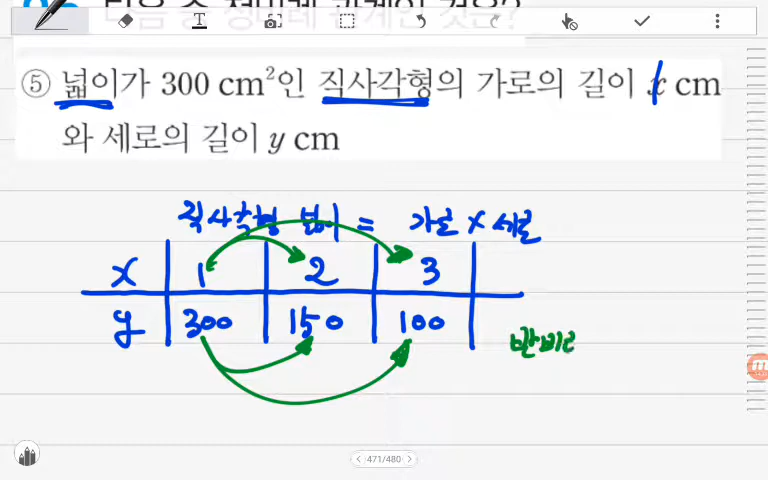 ⑤ 넓이가 300 cm²인 직사각형의 가로의 길이 x cm
와 세로의 길이 y cm
직사각형 넓이 = 가로 × 세로
x 1 2 3
y 300 150 100
반비례
471/480